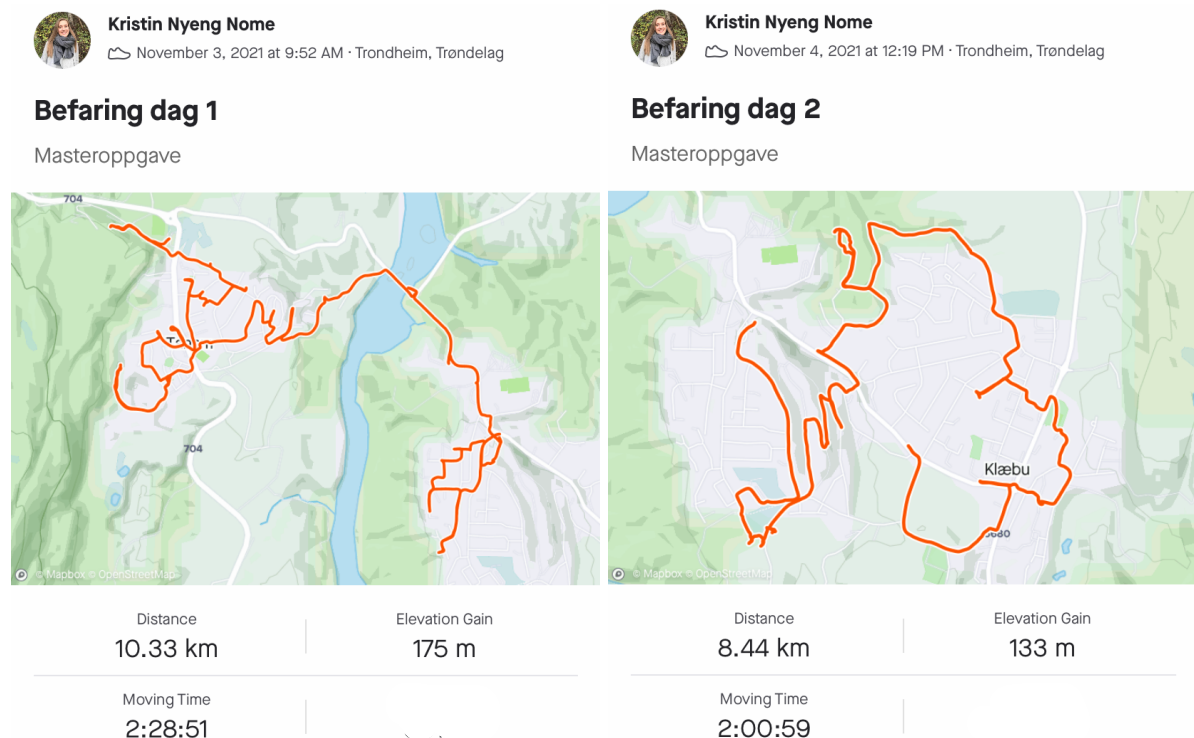 Kristin Nyeng Nome
November 3, 2021 at 9:52 AM · Trondheim, Trøndelag
Befaring dag 1
Masteroppgave
704
704
© Mapbox © OpenStreetMap
Distance
10.33 km
Elevation Gain
175 m
Moving Time
2:28:51
Kristin Nyeng Nome
November 4, 2021 at 12:19 PM · Trondheim, Trøndelag
Befaring dag 2
Masteroppgave
Klæbu
© Mapbox © OpenStreetMap
Distance
8.44 km
Elevation Gain
133 m
Moving Time
2:00:59